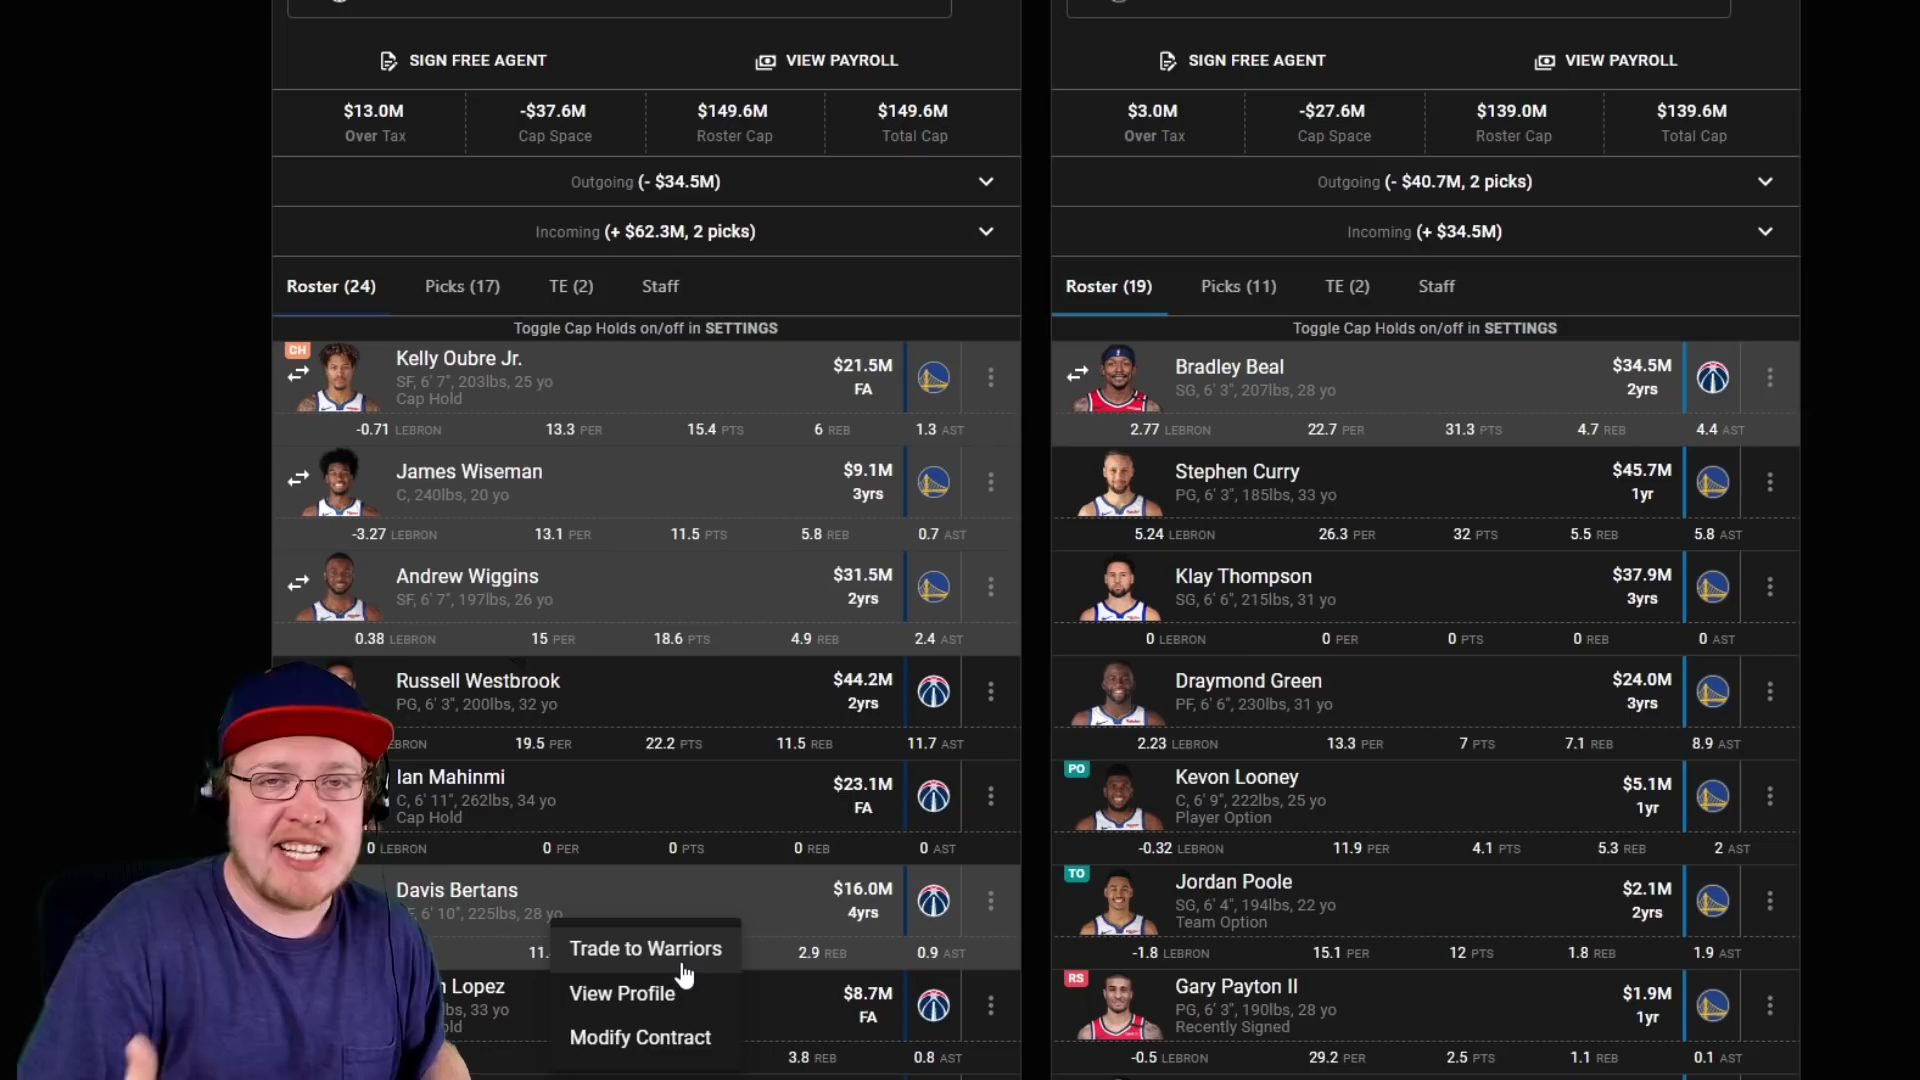 SIGN FREE AGENT
VIEW PAYROLL
$13.0M
-$37.6M
$149.6M
$149.6M
Over Tax
Cap Space
Roster Cap
Total Cap
Outgoing (- $34.5M)
Incoming (+ $62.3M, 2 picks)
Roster (24)
Picks (17)
TE (2)
Staff
Toggle Cap Holds on/off in SETTINGS
CH
Kelly Oubre Jr.
SF, 6' 7", 203lbs, 25 yo
Cap Hold
$21.5M
FA
-0.71 LEBRON
13.3 PER
15.4 PTS
6 REB
1.3 AST
James Wiseman
C, 240lbs, 20 yo
$9.1M
3yrs
-3.27 LEBRON
13.1 PER
11.5 PTS
5.8 REB
0.7 AST
Andrew Wiggins
SF, 6' 7", 197lbs, 26 yo
$31.5M
2yrs
0.38 LEBRON
15 PER
18.6 PTS
4.9 REB
2.4 AST
Russell Westbrook
PG, 6' 3", 200lbs, 32 yo
$44.2M
2yrs
EBRON
19.5 PER
22.2 PTS
11.5 REB
11.7 AST
Ian Mahinmi
C, 6' 11", 262lbs, 34 yo
Cap Hold
$23.1M
FA
0 LEBRON
0 PER
0 PTS
0 REB
0 AST
Davis Bertans
6' 10", 225lbs, 28 yo
$16.0M
4yrs
11.
2.9 REB
0.9 AST
Trade to Warriors
View Profile
Modify Contract
Lopez
bs, 33 yo
old
$8.7M
FA
3.8 REB
0.8 AST
SIGN FREE AGENT
VIEW PAYROLL
$3.0M
-$27.6M
$139.0M
$139.6M
Over Tax
Cap Space
Roster Cap
Total Cap
Outgoing (- $40.7M, 2 picks)
Incoming (+ $34.5M)
Roster (19)
Picks (11)
TE (2)
Staff
Toggle Cap Holds on/off in SETTINGS
Bradley Beal
SG, 6' 3", 207lbs, 28 yo
$34.5M
2yrs
2.77 LEBRON
22.7 PER
31.3 PTS
4.7 REB
4.4 AST
Stephen Curry
PG, 6' 3", 185lbs, 33 yo
$45.7M
1yr
5.24 LEBRON
26.3 PER
32 PTS
5.5 REB
5.8 AST
Klay Thompson
SG, 6' 6", 215lbs, 31 yo
$37.9M
3yrs
0 LEBRON
0 PER
0 PTS
0 REB
0 AST
Draymond Green
PF, 6' 6", 230lbs, 31 yo
$24.0M
3yrs
2.23 LEBRON
13.3 PER
7 PTS
7.1 REB
8.9 AST
PO
Kevon Looney
C, 6' 9", 222lbs, 25 yo
Player Option
$5.1M
1yr
-0.32 LEBRON
11.9 PER
4.1 PTS
5.3 REB
2 AST
TO
Jordan Poole
SG, 6' 4", 194lbs, 22 yo
Team Option
$2.1M
2yrs
-1.8 LEBRON
15.1 PER
12 PTS
1.8 REB
1.9 AST
RS
Gary Payton II
PG, 6' 3", 190lbs, 28 yo
Recently Signed
$1.9M
1yr
-0.5 LEBRON
29.2 PER
2.5 PTS
1.1 REB
0.1 AST